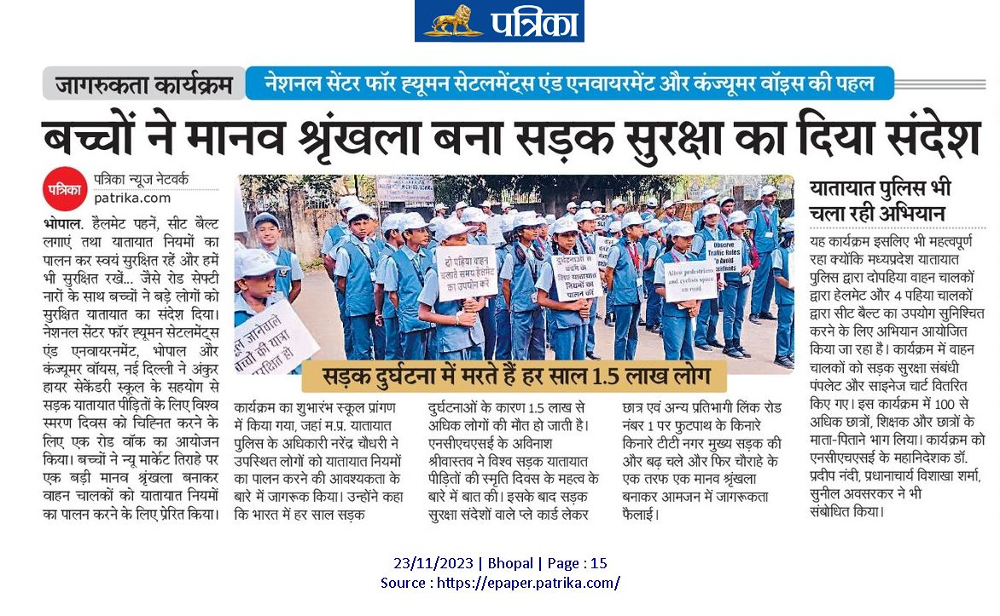 पत्रिका
जागरुकता कार्यक्रम
नेशनल सेंटर फॉर ह्यूमन सेटलमेंट्स एंड एनवायरमेंट और कंज्यूमर वॉइस की पहल
बच्चों ने मानव श्रृंखला बना सड़क सुरक्षा का दिया संदेश
पत्रिका
पत्रिका न्यूज नेटवर्क
patrika.com
भोपाल. हैलमेट पहनें, सीट बैल्ट
लगाएं तथा यातायात नियमों का
पालन कर स्वयं सुरक्षित रहें और हमें
भी सुरक्षित रखें... जैसे रोड सेफ्टी
नारों के साथ बच्चों ने बड़े लोगों को
सुरक्षित यातायात का संदेश दिया।
नेशनल सेंटर फॉर ह्यूमन सेटलमेंट्स
एंड एनवायरनमेंट, भोपाल और
कंज्यूमर वॉयस, नई दिल्ली ने अंकुर
हायर सेकेंडरी स्कूल के सहयोग से
सड़क यातायात पीड़ितों के लिए विश्व
स्मरण दिवस को चिह्नित करने के
लिए एक रोड वॉक का आयोजन
किया। बच्चों ने न्यू मार्केट तिराहे पर
एक बड़ी मानव श्रृंखला बनाकर
वाहन चालकों को यातायात नियमों
का पालन करने के लिए प्रेरित किया।
दो पहिया वाहन
चलाते समय हैलमेट
का उपयोग करें
दुर्घटनाओं से
बचने के
लिए यातायात
नियमों का
पालन करें
Allow pedestrians
and cyclists space
on road
Observe
Traffic Rules
To Avoid
Accidents
जानेवाले
बच्चों की यात्रा
सड़क दुर्घटना में मरते हैं हर साल 1.5 लाख लोग
कार्यक्रम का शुभारंभ स्कूल प्रांगण
में किया गया, जहां म.प्र. यातायात
पुलिस के अधिकारी नरेंद्र चौधरी ने
उपस्थित लोगों को यातायात नियमों
का पालन करने की आवश्यकता के
बारे में जागरूक किया। उन्होंने कहा
कि भारत में हर साल सड़क
दुर्घटनाओं के कारण 1.5 लाख से
अधिक लोगों की मौत हो जाती है।
एनसीएचएसई के अविनाश
श्रीवास्तव ने विश्व सड़क यातायात
पीड़ितों की स्मृति दिवस के महत्व के
बारे में बात की। इसके बाद सड़क
सुरक्षा संदेशों वाले प्ले कार्ड लेकर
छात्र एवं अन्य प्रतिभागी लिंक रोड
नंबर 1 पर फुटपाथ के किनारे
किनारे टीटी नगर मुख्य सड़क की
और बढ़ चले और फिर चौराहे के
एक तरफ एक मानव श्रृंखला
बनाकर आमजन में जागरूकता
फैलाई।
यातायात पुलिस भी
चला रही अभियान
यह कार्यक्रम इसलिए भी महत्वपूर्ण
रहा क्योंकि मध्यप्रदेश यातायात
पुलिस द्वारा दोपहिया वाहन चालकों
द्वारा हेलमेट और 4 पहिया चालकों
द्वारा सीट बैल्ट का उपयोग सुनिश्चित
करने के लिए अभियान आयोजित
किया जा रहा है। कार्यक्रम में वाहन
चालकों को सड़क सुरक्षा संबंधी
पंपलेट और साइनेज चार्ट वितरित
किए गए। इस कार्यक्रम में 100 से
अधिक छात्रों, शिक्षक और छात्रों के
माता-पिताने भाग लिया। कार्यक्रम को
एनसीएचएसई के महानिदेशक डॉ.
प्रदीप नंदी, प्रधानाचार्य विशाखा शर्मा,
सुनील अवसरकर ने भी
संबोधित किया।
23/11/2023 | Bhopal | Page : 15
Source : https://epaper.patrika.com/